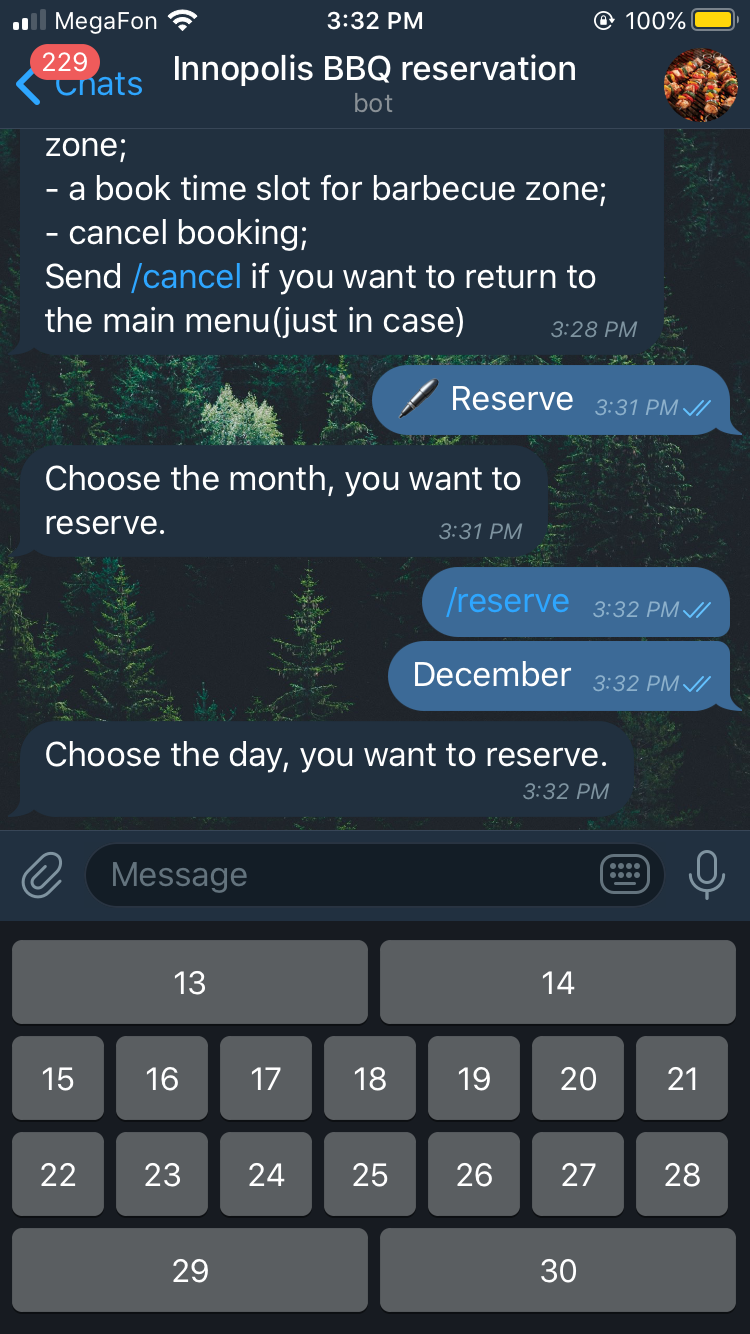 MegaFon 3:32 PM 100%
229
Chats
Innopolis BBQ reservation
bot
zone;
- a book time slot for barbecue zone;
- cancel booking;
Send /cancel if you want to return to
the main menu(just in case) 3:28 PM
Reserve 3:31 PM
Choose the month, you want to
reserve. 3:31 PM
/reserve 3:32 PM
December 3:32 PM
Choose the day, you want to reserve.
3:32 PM
Message
13 14
15 16 17 18 19 20 21
22 23 24 25 26 27 28
29 30